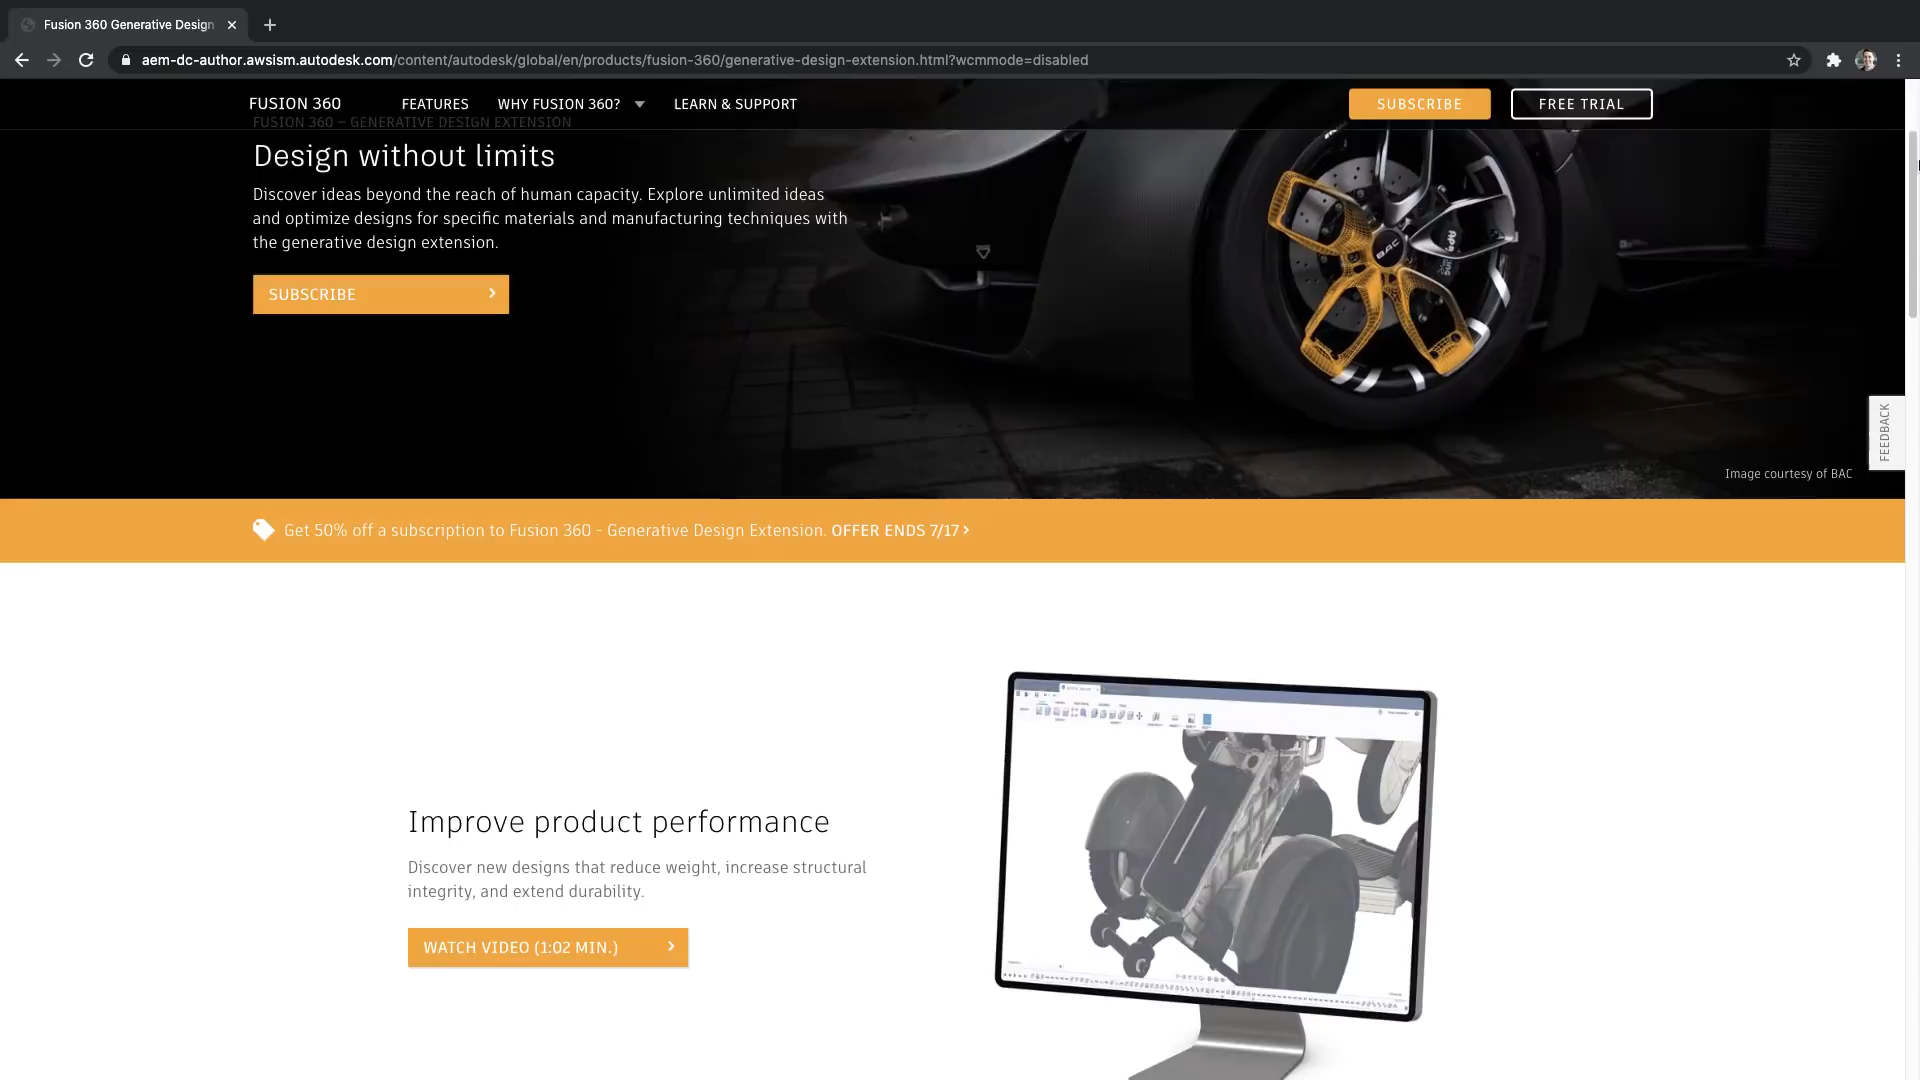 Fusion 360 Generative Design
aem-dc-author.awsism.autodesk.com/content/autodesk/global/en/products/fusion-360/generative-design-extension.html?wcmmode=disabled
FUSION 360
FEATURES
WHY FUSION 360?
LEARN & SUPPORT
SUBSCRIBE
FREE TRIAL
FUSION 360 – GENERATIVE DESIGN EXTENSION
Design without limits
Discover ideas beyond the reach of human capacity. Explore unlimited ideas
and optimize designs for specific materials and manufacturing techniques with
the generative design extension.
SUBSCRIBE
BAC
FEEDBACK
Image courtesy of BAC
Get 50% off a subscription to Fusion 360 - Generative Design Extension. OFFER ENDS 7/17
Improve product performance
Discover new designs that reduce weight, increase structural
integrity, and extend durability.
WATCH VIDEO (1:02 MIN.)